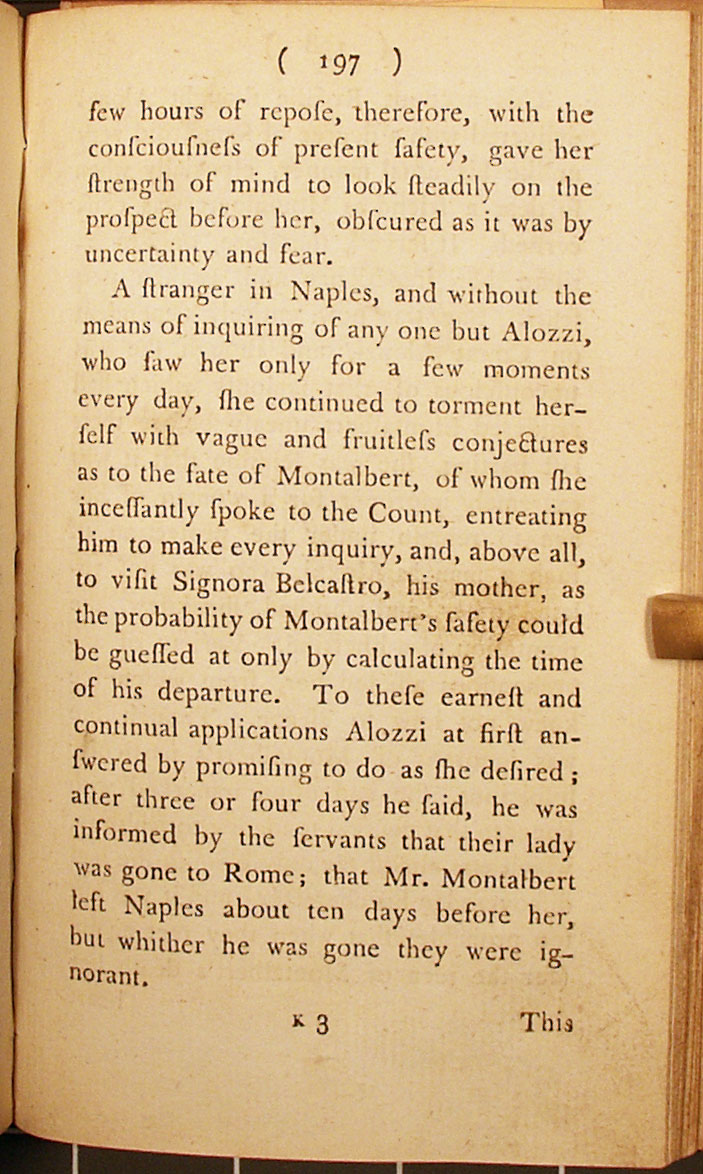 ( 197 )
few hours of repoſe, therefore, with the
conſciouſneſs of preſent ſafety, gave her
ſtrength of mind to look ſteadily on the
proſpect before her, obſcured as it was by
uncertainty and fear.
A ſtranger in Naples, and without the
means of inquiring of any one but Alozzi,
who ſaw her only for a few moments
every day, ſhe continued to torment her-
ſelf with vague and fruitleſs conjectures
as to the fate of Montalbert, of whom ſhe
inceſſantly ſpoke to the Count, entreating
him to make every inquiry, and, above all,
to viſit Signora Belcaſtro, his mother, as
the probability of Montalbert's ſafety could
be gueſſed at only by calculating the time
of his departure. To theſe earneſt and
continual applications Alozzi at firſt an-
ſwered by promiſing to do as ſhe deſired;
after three or four days he ſaid, he was
informed by the ſervants that their lady
was gone to Rome; that Mr. Montalbert
left Naples about ten days before her,
but whither he was gone they were ig-
norant.
K 3 This